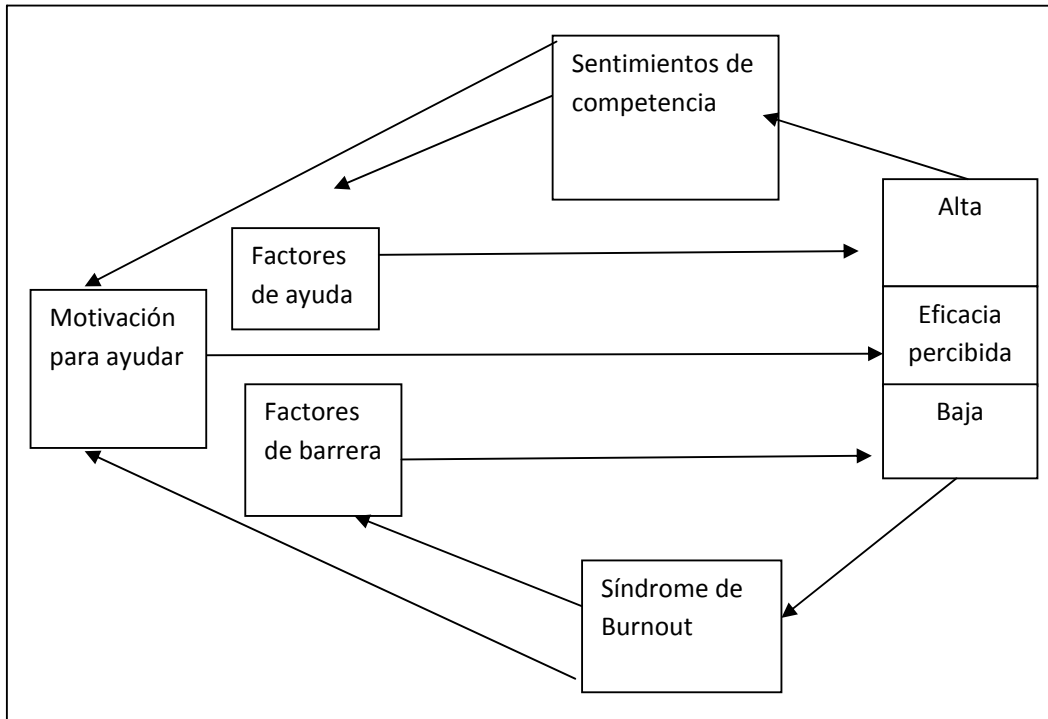 Sentimientos de
competencia
Alta
Factores
de ayuda
Motivación
para ayudar
Eficacia
percibida
Factores
de barrera
Baja
Síndrome de
Burnout